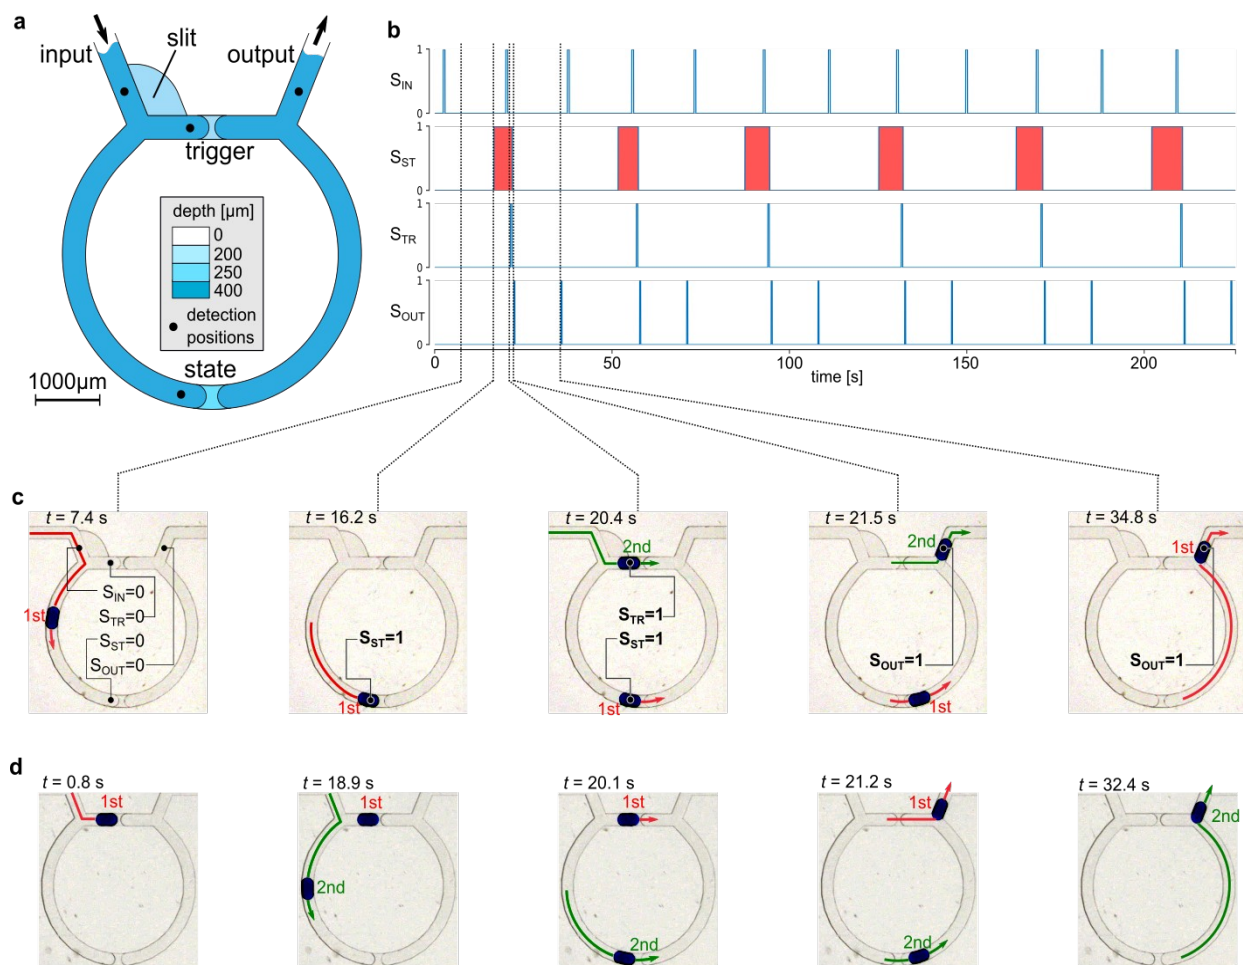 a
input
slit
output
trigger
depth [µm]
0
200
250
400
detection
positions
state
1000µm
b
1
S_IN
0
1
S_ST
0
1
S_TR
0
1
S_OUT
0
0 50 100 150 200
time [s]
c
t = 7.4 s
S_IN=0
S_TR=0
1st
S_ST=0
S_OUT=0
t = 16.2 s
S_ST=1
1st
t = 20.4 s
2nd
S_TR=1
S_ST=1
1st
t = 21.5 s
2nd
S_OUT=1
1st
t = 34.8 s
1st
S_OUT=1
d
t = 0.8 s
1st
t = 18.9 s
1st
2nd
t = 20.1 s
1st
2nd
t = 21.2 s
1st
2nd
t = 32.4 s
2nd